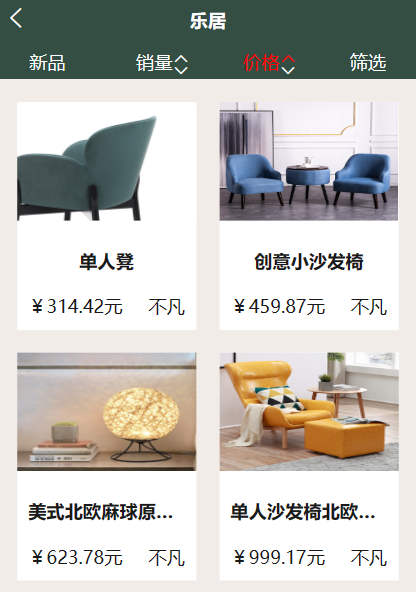 乐居
新品 销量 价格 筛选
单人凳 创意小沙发椅
￥314.42元 不凡 ￥459.87元 不凡
美式北欧麻球原... 单人沙发椅北欧...
￥623.78元 不凡 ￥999.17元 不凡